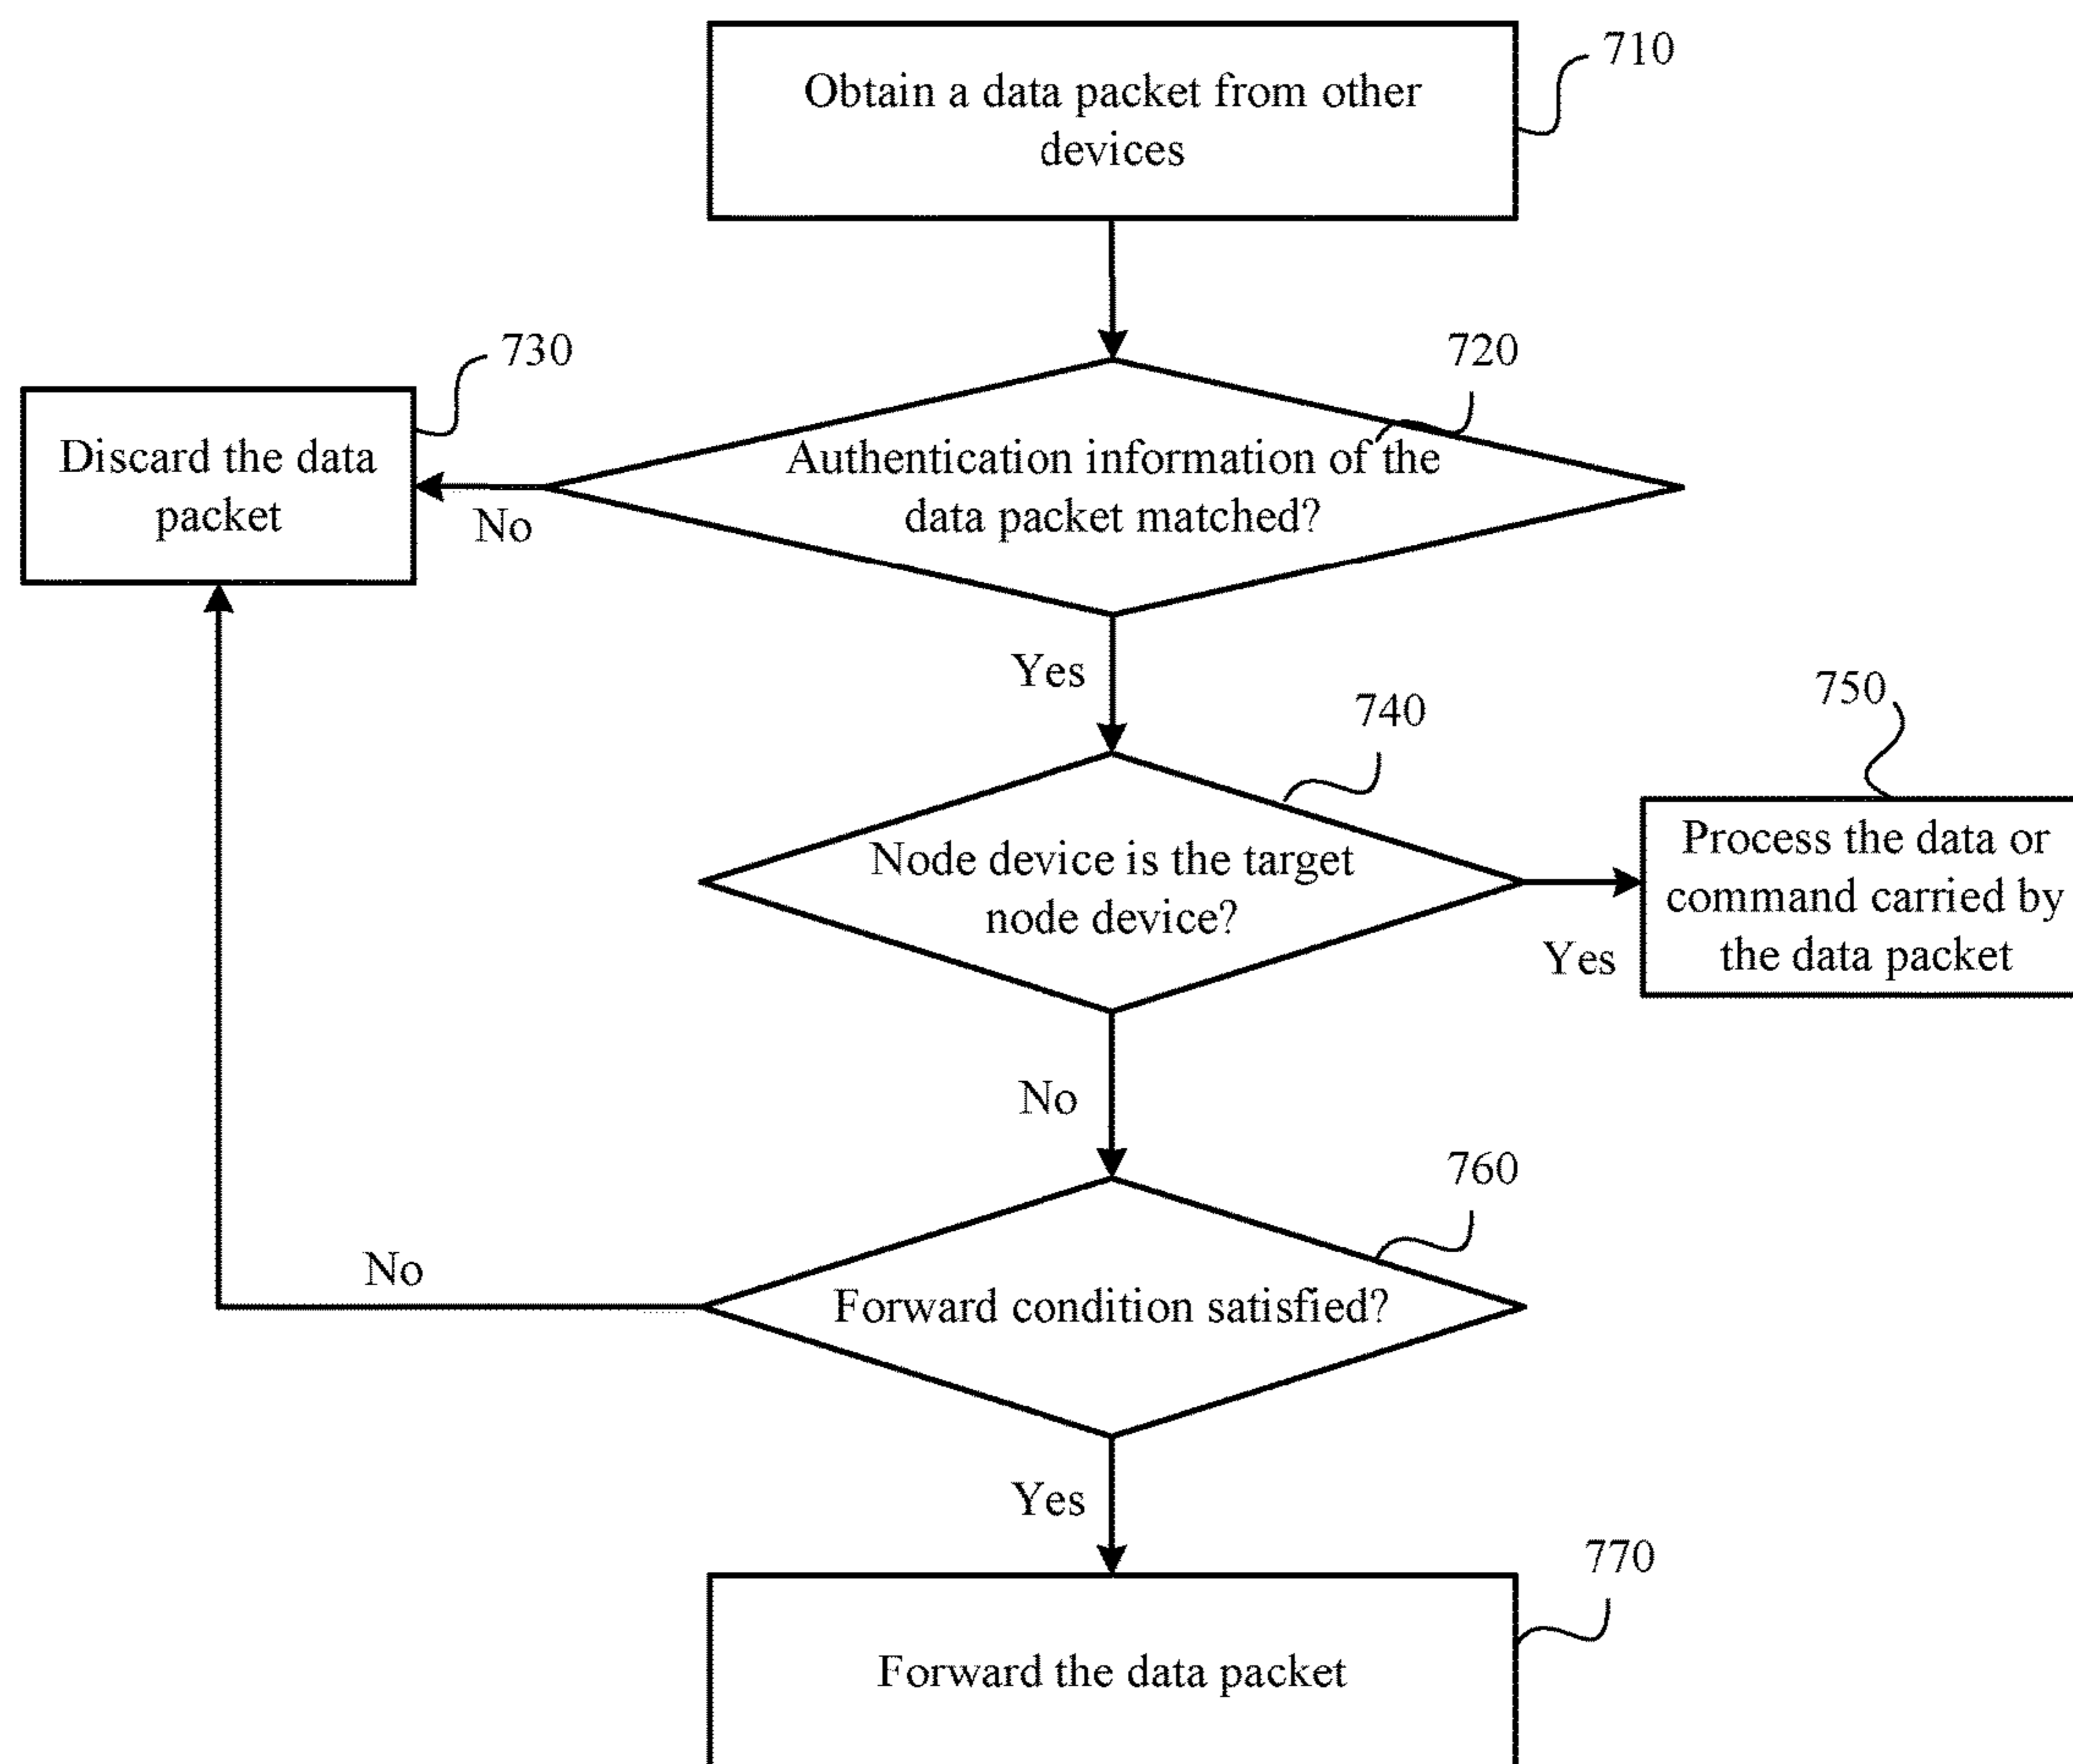 Obtain a data packet from other
devices
710
720
730
Discard the data
packet
Authentication information of the
data packet matched?
No
Yes
740
750
Node device is the target
node device?
Process the data or
command carried by
the data packet
Yes
No
760
Forward condition satisfied?
No
Yes
770
Forward the data packet